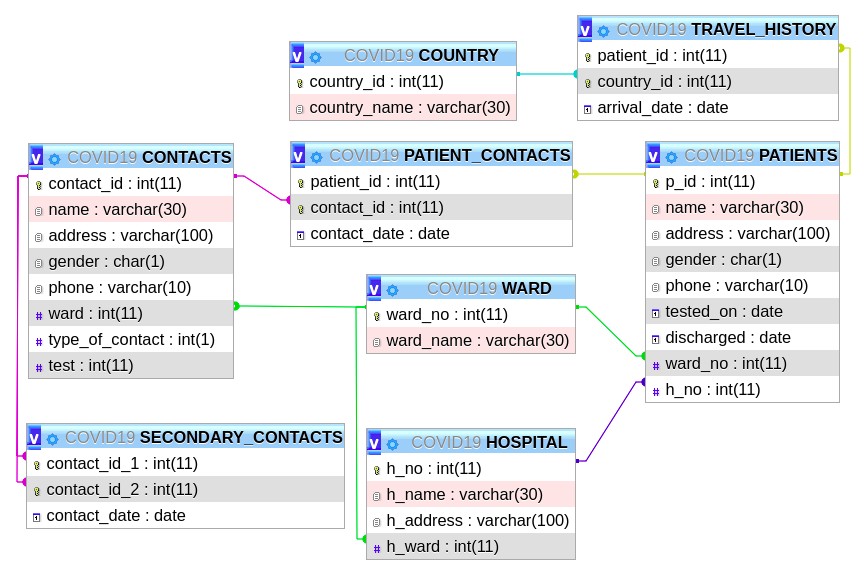 COVID19 COUNTRY
country_id : int(11)
country_name : varchar(30)
COVID19 TRAVEL_HISTORY
patient_id : int(11)
country_id : int(11)
arrival_date : date
COVID19 CONTACTS
contact_id : int(11)
name : varchar(30)
address : varchar(100)
gender : char(1)
phone : varchar(10)
ward : int(11)
type_of_contact : int(1)
test : int(11)
COVID19 PATIENT_CONTACTS
patient_id : int(11)
contact_id : int(11)
contact_date : date
COVID19 PATIENTS
p_id : int(11)
name : varchar(30)
address : varchar(100)
gender : char(1)
phone : varchar(10)
tested_on : date
discharged : date
ward_no : int(11)
h_no : int(11)
COVID19 WARD
ward_no : int(11)
ward_name : varchar(30)
COVID19 SECONDARY_CONTACTS
contact_id_1 : int(11)
contact_id_2 : int(11)
contact_date : date
COVID19 HOSPITAL
h_no : int(11)
h_name : varchar(30)
h_address : varchar(100)
h_ward : int(11)